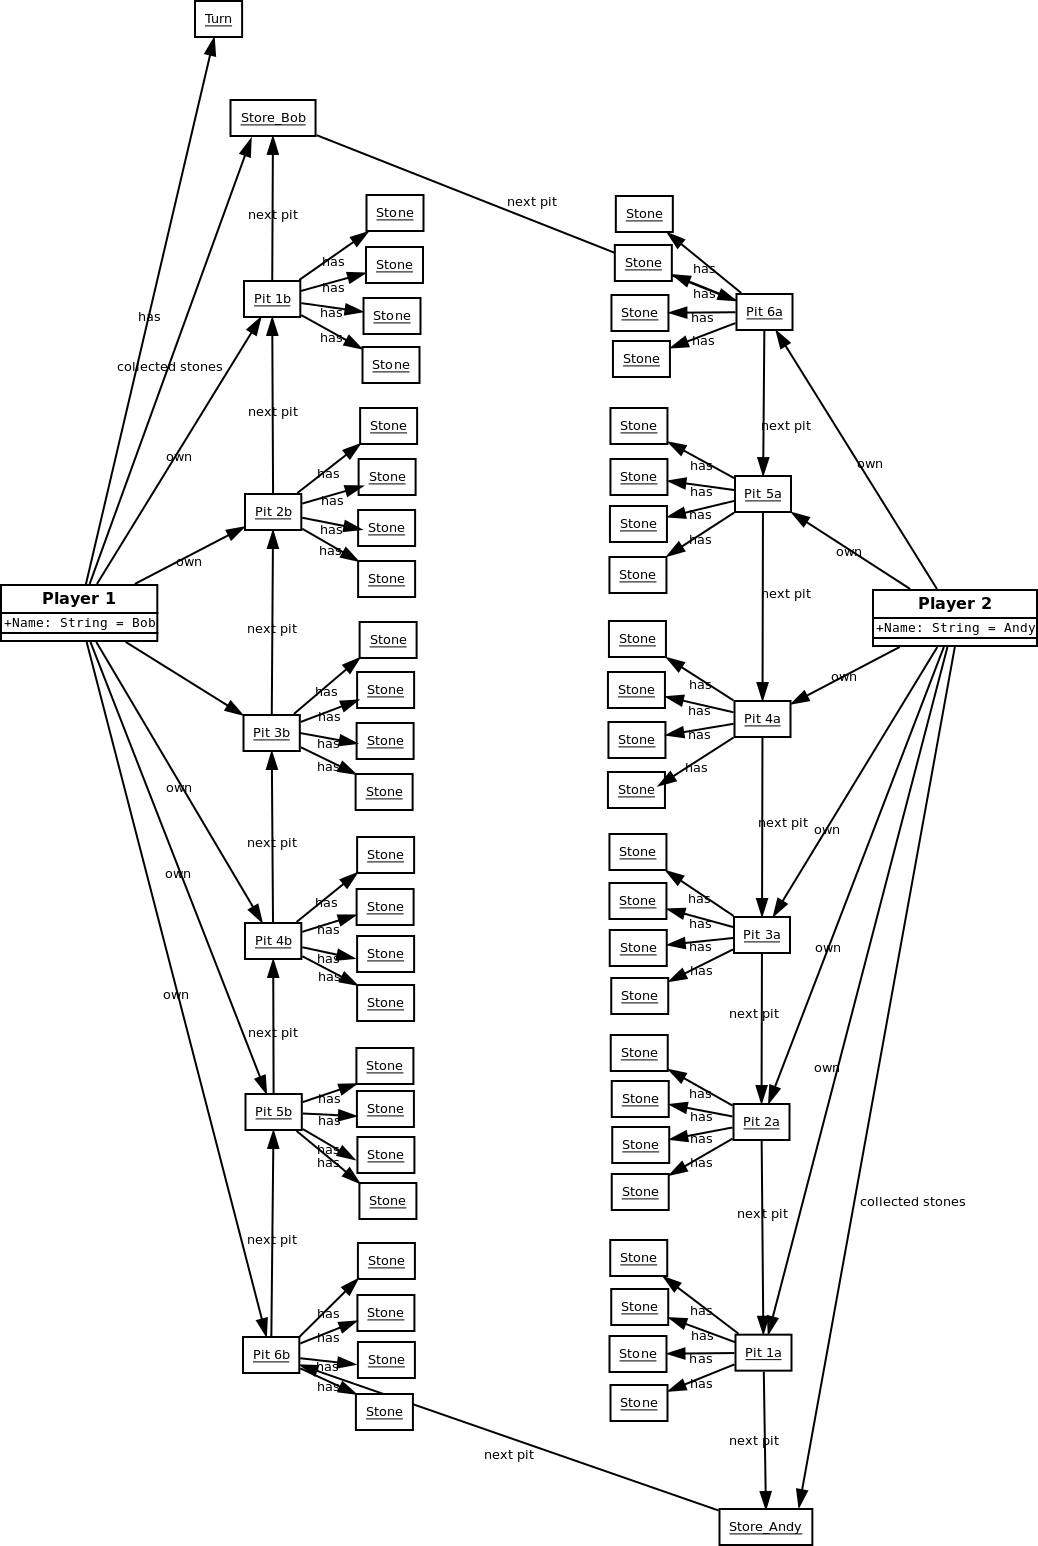 Turn
Store_Bob
next pit
Stone
Stone
next pit
Stone
has
Stone
Stone
has
has
has
Pit 1b
has
Pit 6a
has
Stone
Stone
has
has
has
has
Stone
Stone
collected stones
next pit
Stone
Stone
next pit
own
own
has
Stone
has
Stone
Pit 2b
has
has
Pit 5a
has
Stone
has
Stone
has
has
own
own
Stone
Stone
Player 1
+Name: String = Bob
next pit
Player 2
+Name: String = Andy
next pit
Stone
Stone
has
Stone
has
Stone
own
has
has
Pit 3b
Pit 4a
has
Stone
has
Stone
has
has
own
Stone
Stone
next pit
next pit
own
Stone
Stone
own
has
has
Stone
Stone
has
has
Pit 4b
Pit 3a
has
Stone
has
Stone
own
has
has
own
Stone
Stone
next pit
next pit
Stone
Stone
own
has
has
Stone
Stone
Pit 5b
has
has
Pit 2a
has
Stone
has
Stone
has
has
Stone
Stone
collected stones
next pit
next pit
Stone
Stone
has
has
Stone
Stone
has
has
Pit 6b
Stone
Stone
has
Pit 1a
has
has
has
Stone
Stone
next pit
next pit
Store_Andy